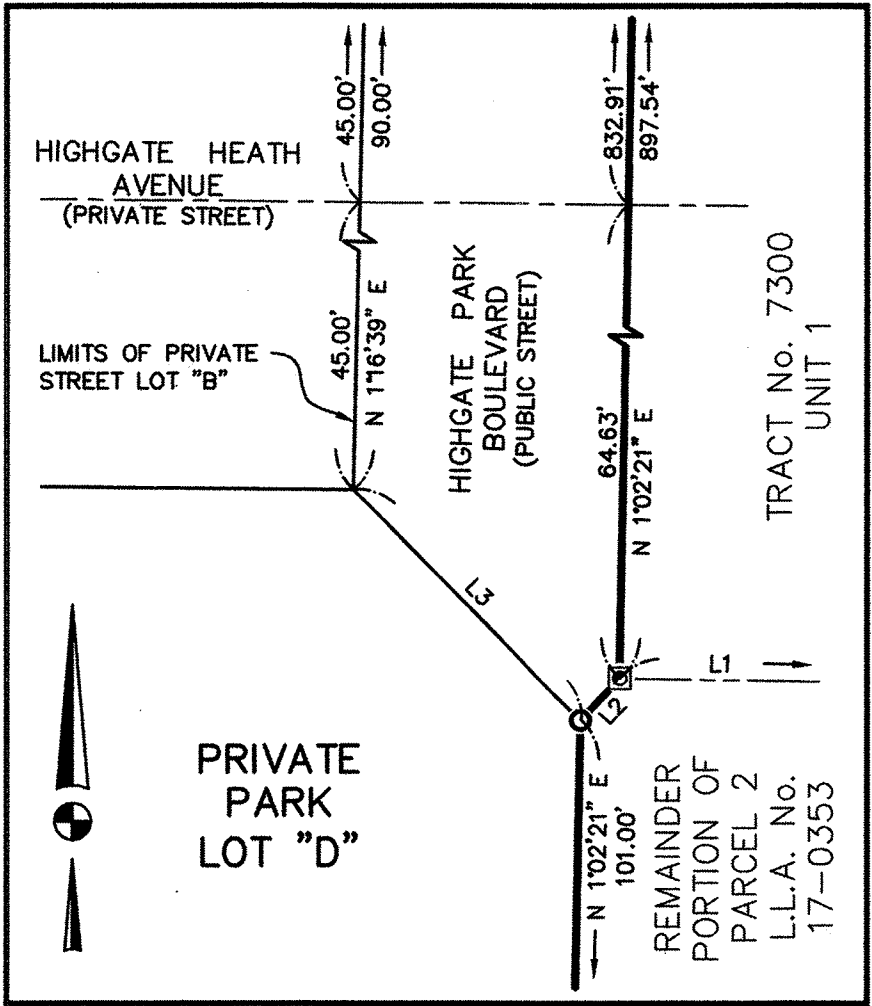 45.00'
90.00'
832.91'
897.54'
HIGHGATE HEATH
AVENUE
(PRIVATE STREET)
LIMITS OF PRIVATE
STREET LOT "B"
45.00'
N 1°16'39" E
HIGHGATE PARK
BOULEVARD
(PUBLIC STREET)
64.63'
N 1°02'21" E
TRACT No. 7300
UNIT 1
L3
L1
L2
PRIVATE
PARK
LOT "D"
N 1°02'21" E
101.00'
REMAINDER
PORTION OF
PARCEL 2
L.L.A. No.
17-0353